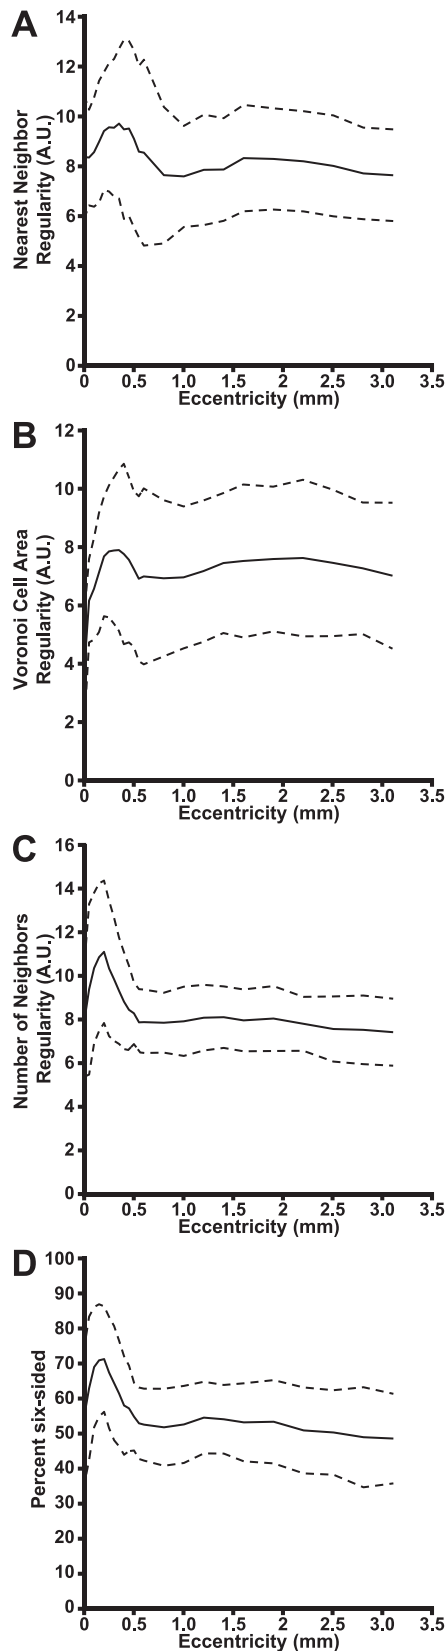 A
14
12
10
8
6
4
2
0
Nearest Neighbor
Regularity (A.U.)
0 0.5 1.0 1.5 2.0 2.5 3.0 3.5
Eccentricity (mm)
B
12
10
8
6
4
2
0
Voronoi Cell Area
Regularity (A.U.)
0 0.5 1.0 1.5 2.0 2.5 3.0 3.5
Eccentricity (mm)
C
16
14
12
10
8
6
4
2
0
Number of Neighbors
Regularity (A.U.)
0 0.5 1.0 1.5 2.0 2.5 3.0 3.5
Eccentricity (mm)
D
100
90
80
70
60
50
40
30
20
10
0
Percent six-sided
0 0.5 1.0 1.5 2.0 2.5 3.0 3.5
Eccentricity (mm)